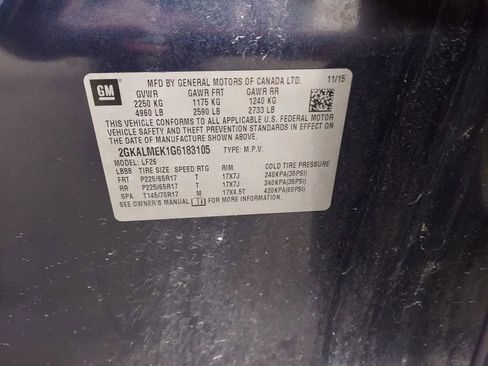 GM
MFD BY GENERAL MOTORS OF CANADA LTD. 11/15
GVWR GAWR FRT GAWR RR
2250 KG 1175 KG 1240 KG
4960 LB 2590 LB 2733 LB
THIS VEHICLE CONFORMS TO ALL APPLICABLE U.S. FEDERAL MOTOR
VEHICLE SAFETY AND THEFT PREVENTION STANDARDS IN EFFECT ON
THE DATE OF MANUFACTURE SHOWN ABOVE.
2GKALMEK1G6183105 TYPE: M.P.V.
LBBB MODEL: LF26
TIRE SIZE SPEED RTG RIM COLD TIRE PRESSURE
FRT P225/65R17 T 17X7J 240KPA(35PSI)
RR P225/65R17 T 17X7J 240KPA(35PSI)
SPA T145/70R17 M 17X4.5T 420KPA(60PSI)
SEE OWNER'S MANUAL FOR MORE INFORMATION.